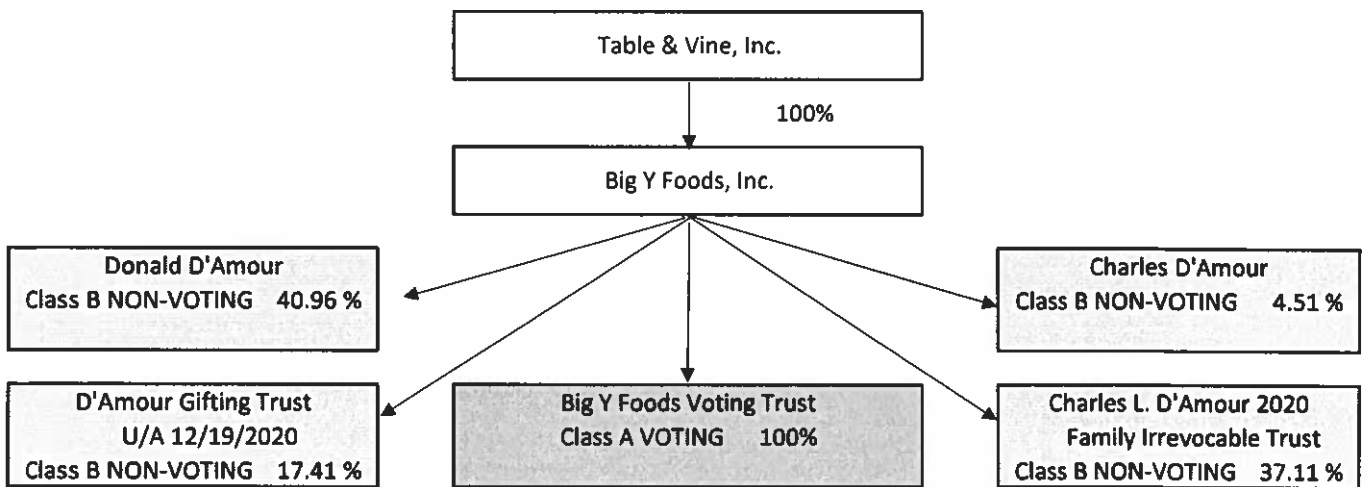 Table & Vine, Inc.
100%
Big Y Foods, Inc.
Donald D'Amour
Class B NON-VOTING 40.96 %
Charles D'Amour
Class B NON-VOTING 4.51 %
D'Amour Gifting Trust
U/A 12/19/2020
Class B NON-VOTING 17.41 %
Big Y Foods Voting Trust
Class A VOTING 100%
Charles L. D'Amour 2020
Family Irrevocable Trust
Class B NON-VOTING 37.11 %